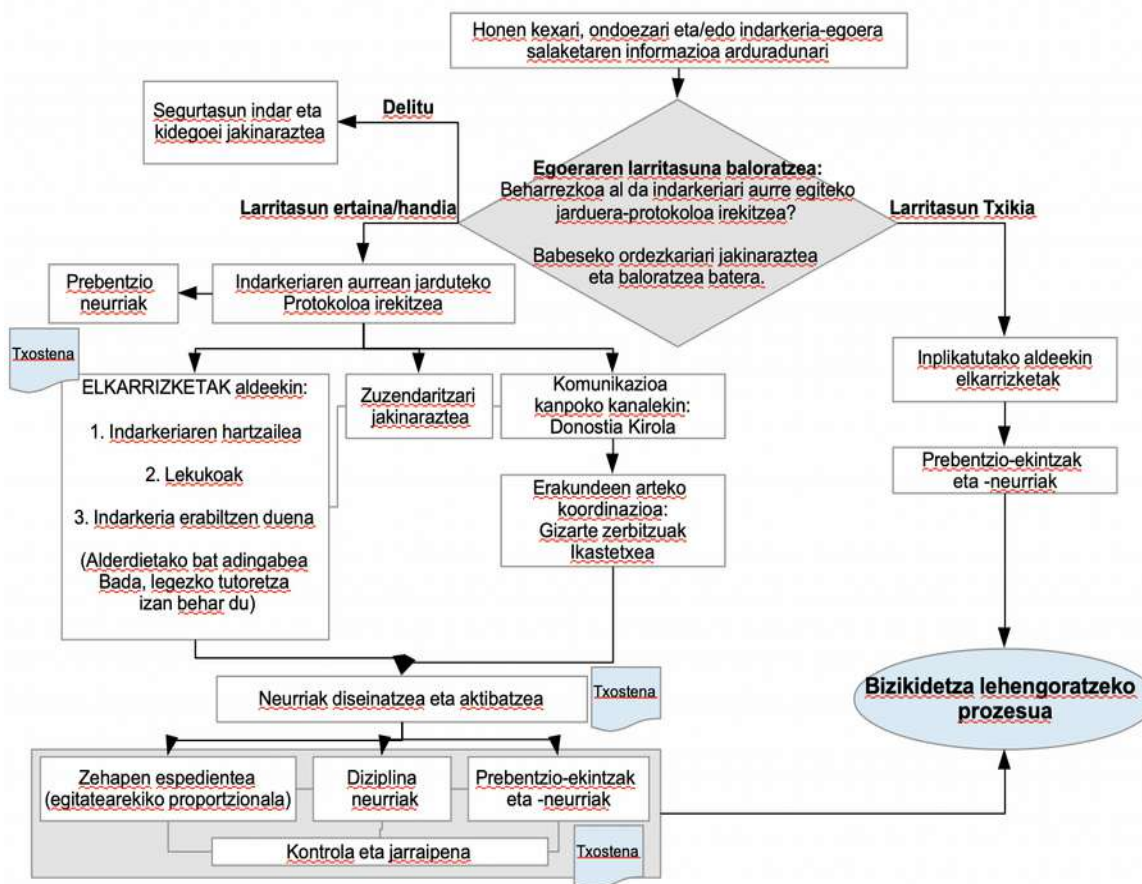 Honen kexari, ondoezari eta/edo indarkeria-egoera
salaketaren informazioa arduradunari
Segurtasun indar eta
kidegoei jakinaraztea
Delitu
Egoeraren larritasuna baloratzea:
Beharrezkoa al da indarkeriari aurre egiteko
jarduera-protokoloa irekitzea?
Babeseko ordezkariari jakinaraztea
eta baloratzea batera.
Larritasun ertaina/handia
Larritasun Txikia
Prebentzio
neurriak
Indarkeriaren aurrean jarduteko
Protokoloa irekitzea
Txostena
ELKARRIZKETAK aldeekin:
1. Indarkeriaren hartzailea
2. Lekukoak
3. Indarkeria erabiltzen duena
(Alderdietako bat adingabea
Bada, legezko tutoretza
izan behar du)
Zuzendaritzari
jakinaraztea
Komunikazioa
kanpoko kanalekin:
Donostia Kirola
Erakundeen arteko
koordinazioa:
Gizarte zerbitzuak
Ikastetxea
Inplikatutako aldeekin
elkarrizketak
Prebentzio-ekintzak
eta -neurriak
Neurriak diseinatzea eta aktibatzea
Txostena
Bizikidetza lehengoratzeko
prozesua
Zehapen espedientea
(egitatearekiko proportzionala)
Diziplina
neurriak
Prebentzio-ekintzak
eta -neurriak
Kontrola eta jarraipena
Txostena